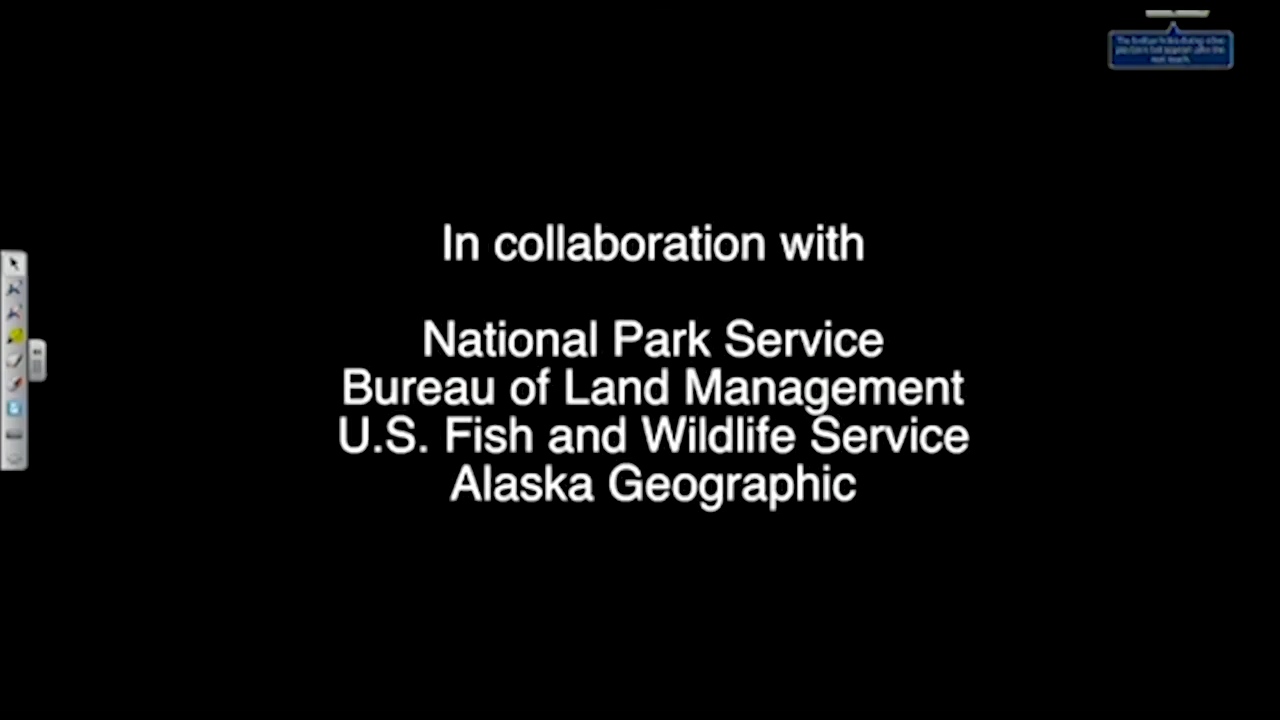 In collaboration with
National Park Service
Bureau of Land Management
U.S. Fish and Wildlife Service
Alaska Geographic